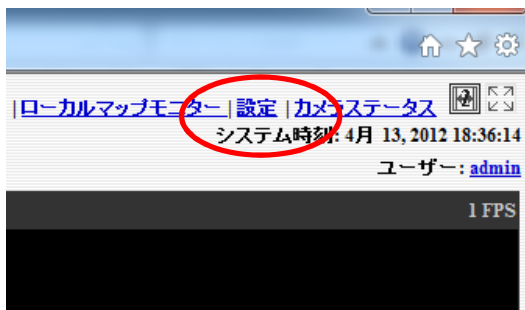 |ローカルマップモニター | 設定 | カメラステータス
システム時刻: 4月 13, 2012 18:36:14
ユーザー: admin
1 FPS